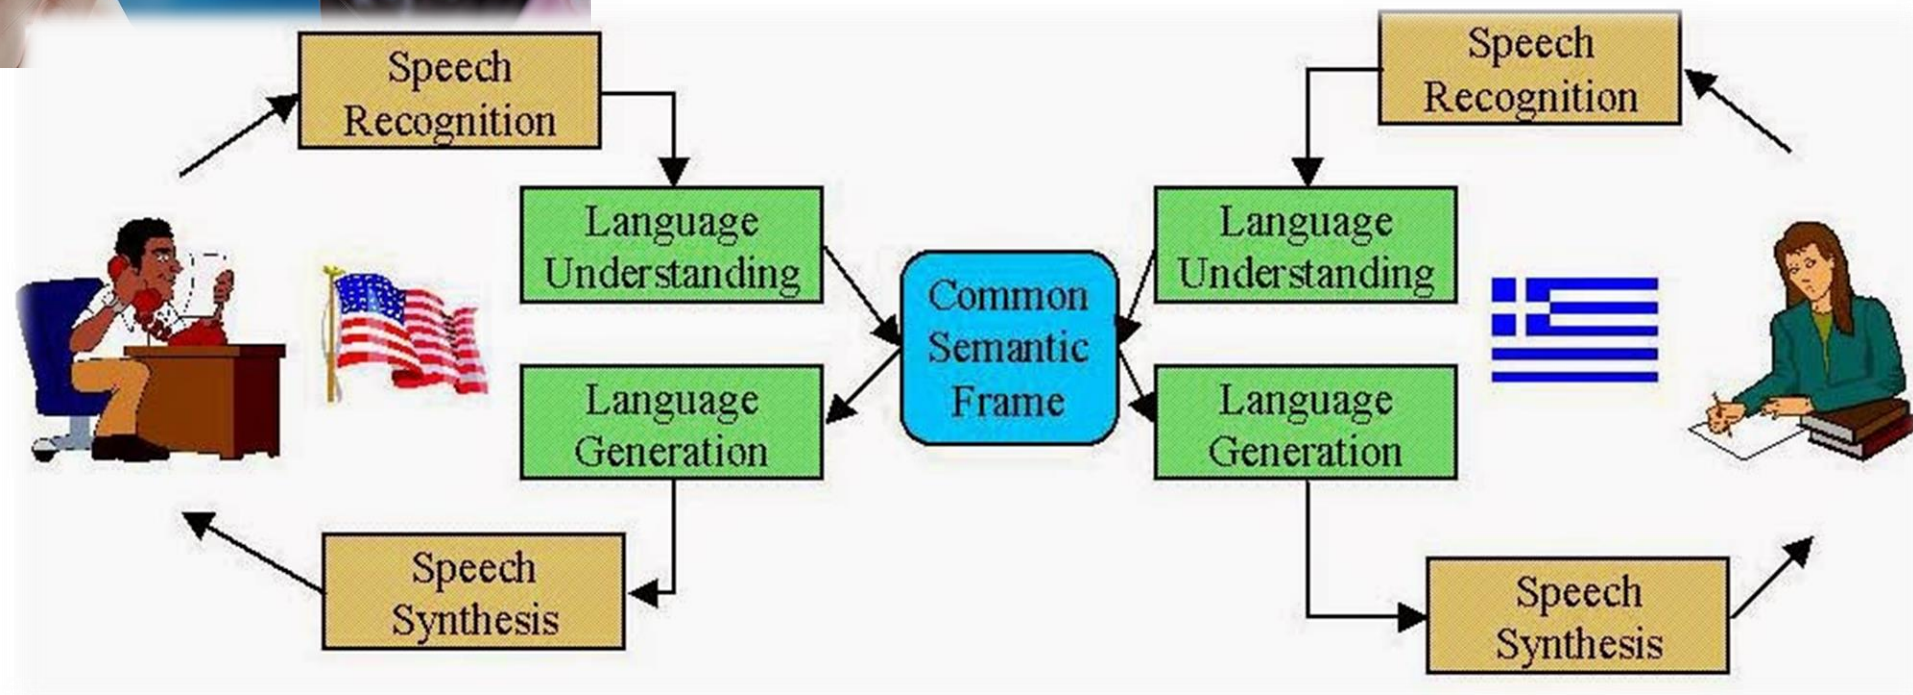 Speech
Recognition
Speech
Recognition
Language
Understanding
Language
Understanding
Common
Semantic
Frame
Language
Generation
Language
Generation
Speech
Synthesis
Speech
Synthesis